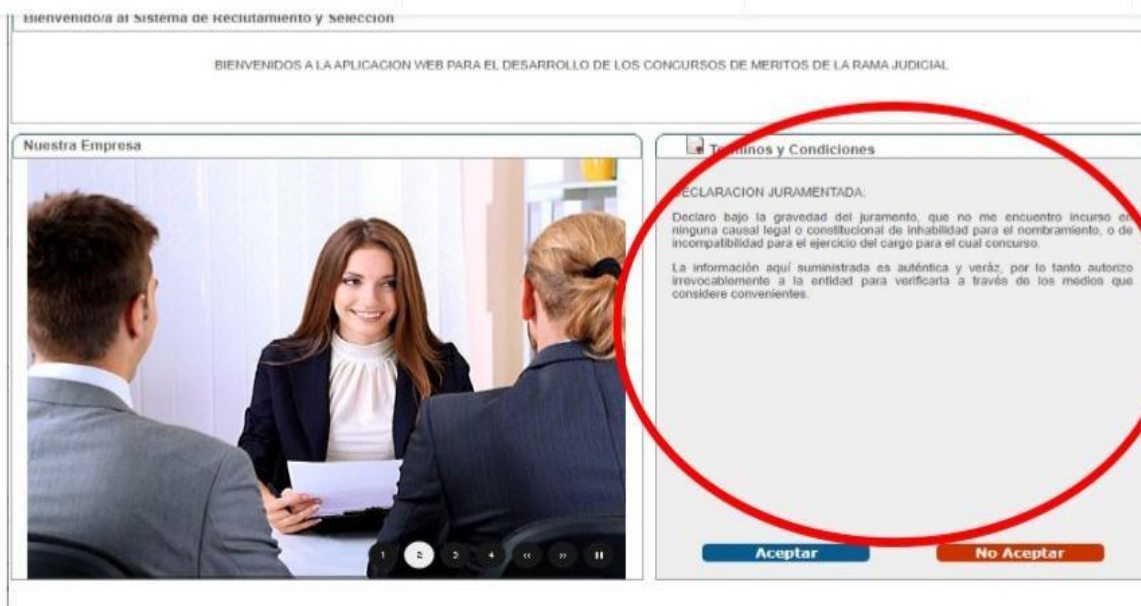 Bienvenido/a al Sistema de Reclutamiento y Selección
BIENVENIDOS A LA APLICACION WEB PARA EL DESARROLLO DE LOS CONCURSOS DE MERITOS DE LA RAMA JUDICIAL
Nuestra Empresa
Terminos y Condiciones
DECLARACION JURAMENTADA:
Declaro bajo la gravedad del juramento, que no me encuentro incurso en
ninguna causal legal o constitucional de inhabilidad para el nombramiento, o de
incompatibilidad para el ejercicio del cargo para el cual concurso.
La información aquí suministrada es auténtica y veráz, por lo tanto autorizo
irrevocablemente a la entidad para verificarla a través de los medios que
considere convenientes.
1 2 3 4 « »
Aceptar No Aceptar